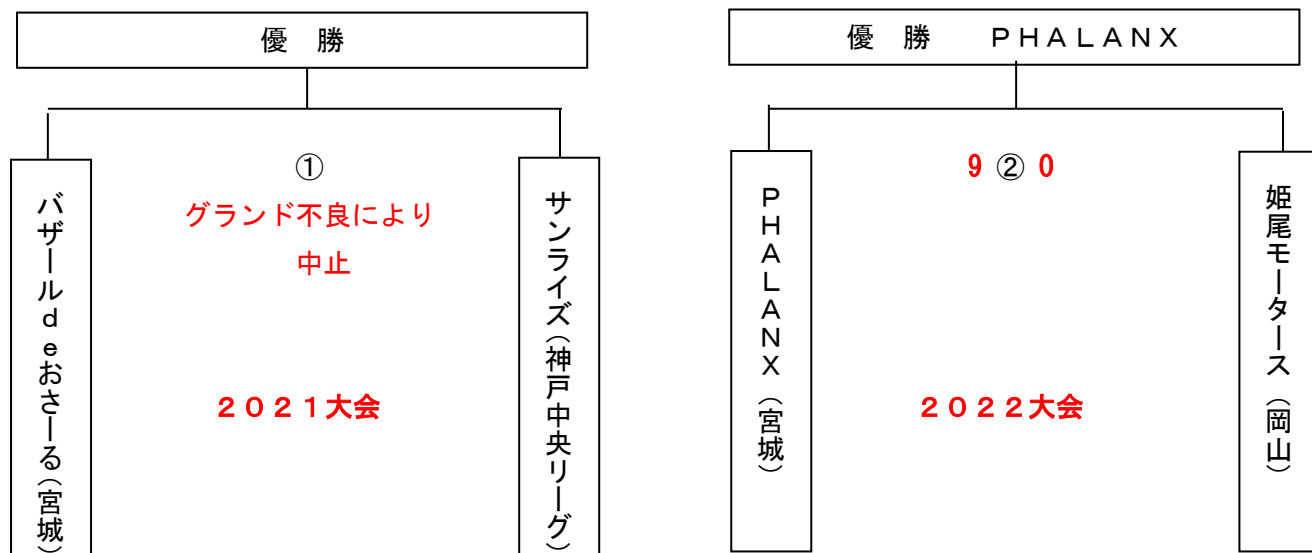 優　勝
①
グランド不良により
中止
バザールｄｅおさーる（宮城）
サンライズ（神戸中央リーグ）
２０２１大会
優　勝　　ＰＨＡＬＡＮＸ
9 ② 0
ＰＨＡＬＡＮＸ（宮城）
姫尾モータース（岡山）
２０２２大会